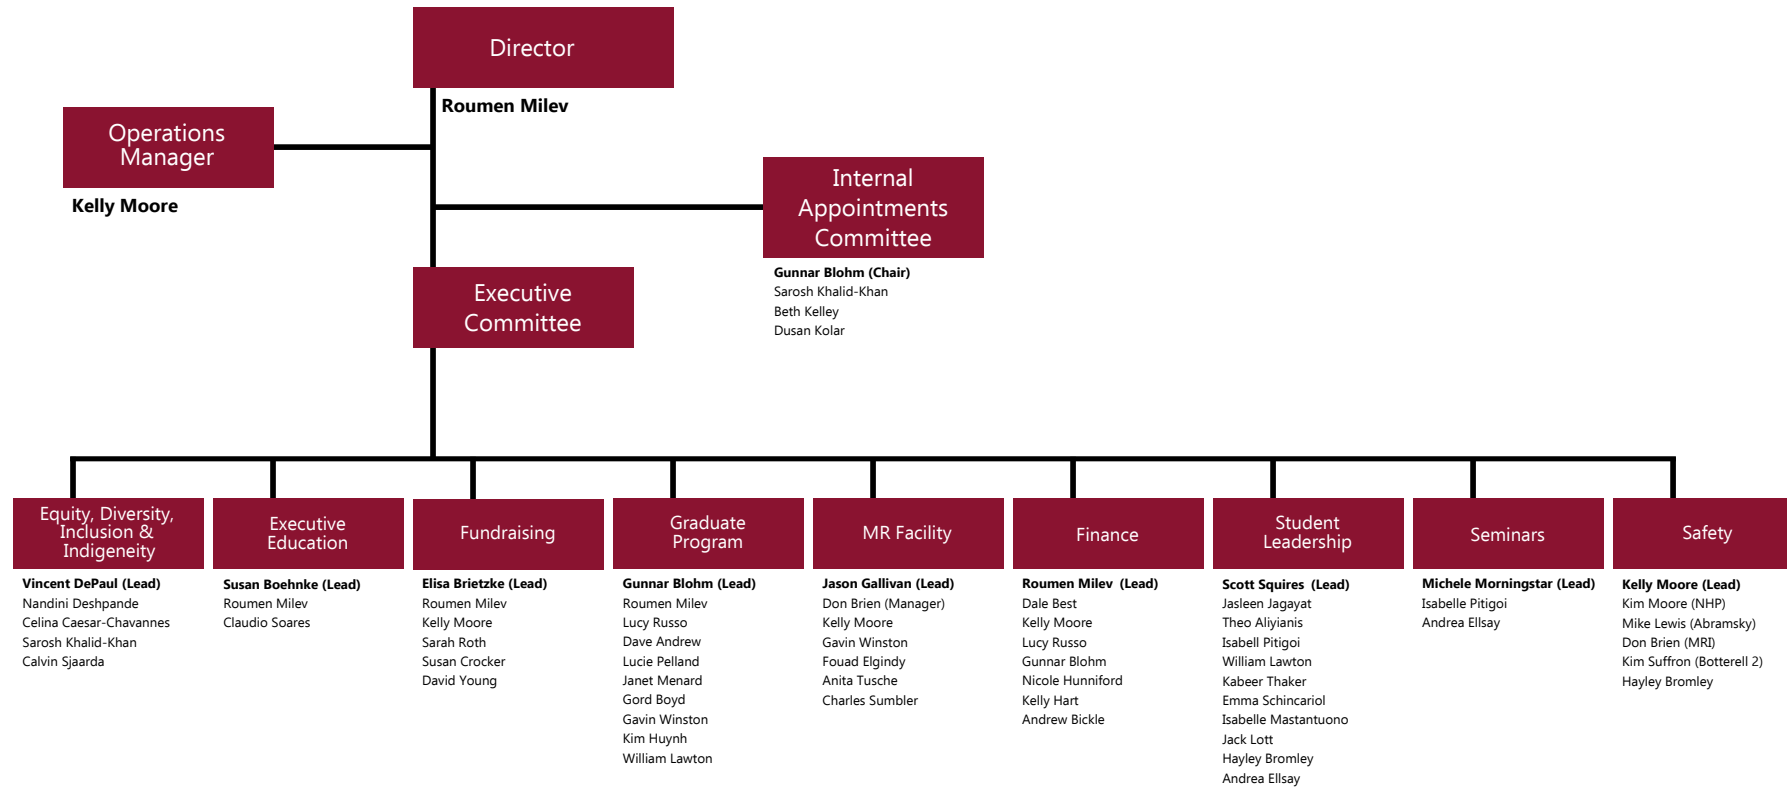 Director
Roumen Milev
Operations
Manager
Kelly Moore
Internal
Appointments
Committee
Gunnar Blohm (Chair)
Sarosh Khalid-Khan
Beth Kelley
Dusan Kolar
Executive
Committee
Equity, Diversity,
Inclusion &
Indigeneity
Vincent DePaul (Lead)
Nandini Deshpande
Celina Caesar-Chavannes
Sarosh Khalid-Khan
Calvin Sjaarda
Executive
Education
Susan Boehnke (Lead)
Roumen Milev
Claudio Soares
Fundraising
Elisa Brietzke (Lead)
Roumen Milev
Kelly Moore
Sarah Roth
Susan Crocker
David Young
Graduate
Program
Gunnar Blohm (Lead)
Roumen Milev
Lucy Russo
Dave Andrew
Lucie Pelland
Janet Menard
Gord Boyd
Gavin Winston
Kim Huynh
William Lawton
MR Facility
Jason Gallivan (Lead)
Don Brien (Manager)
Kelly Moore
Gavin Winston
Fouad Elgindy
Anita Tusche
Charles Sumbler
Finance
Roumen Milev (Lead)
Dale Best
Kelly Moore
Lucy Russo
Gunnar Blohm
Nicole Hunniford
Kelly Hart
Andrew Bickle
Student
Leadership
Scott Squires (Lead)
Jasleen Jagayat
Theo Aliyianis
Isabell Pitigoi
William Lawton
Kabeer Thaker
Emma Schincariol
Isabelle Mastantuono
Jack Lott
Hayley Bromley
Andrea Ellsay
Seminars
Michele Morningstar (Lead)
Isabelle Pitigoi
Andrea Ellsay
Safety
Kelly Moore (Lead)
Kim Moore (NHP)
Mike Lewis (Abramsky)
Don Brien (MRI)
Kim Suffron (Botterell 2)
Hayley Bromley